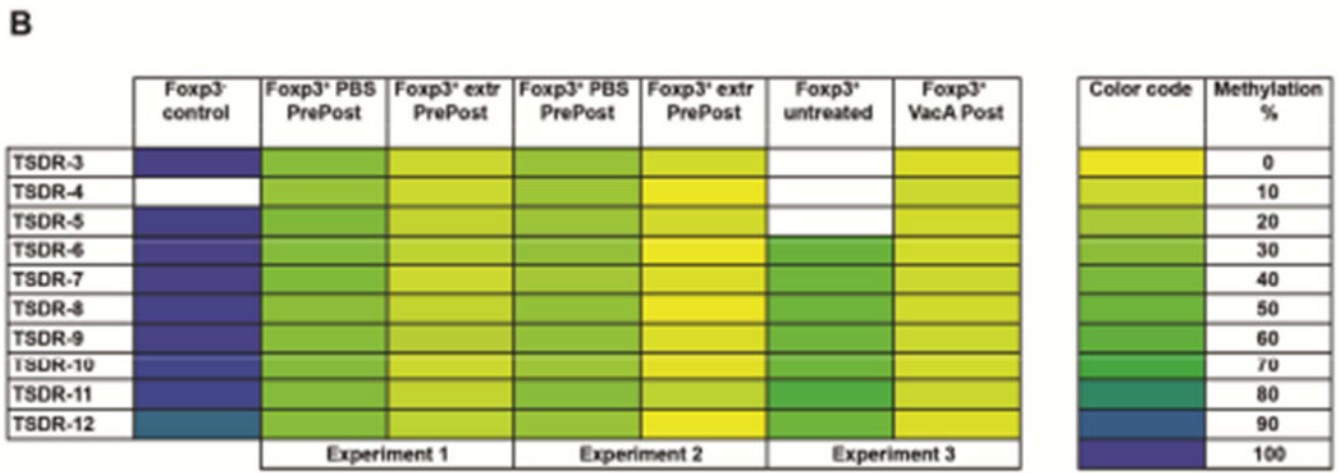 B
Foxp3- control Foxp3+ PBS PrePost Foxp3+ extr PrePost Foxp3+ PBS PrePost Foxp3+ extr PrePost Foxp3+ untreated Foxp3+ VacA Post Color code Methylation %
TSDR-3 0
TSDR-4 10
TSDR-5 20
TSDR-6 30
TSDR-7 40
TSDR-8 50
TSDR-9 60
TSDR-10 70
TSDR-11 80
TSDR-12 90
Experiment 1 Experiment 2 Experiment 3 100